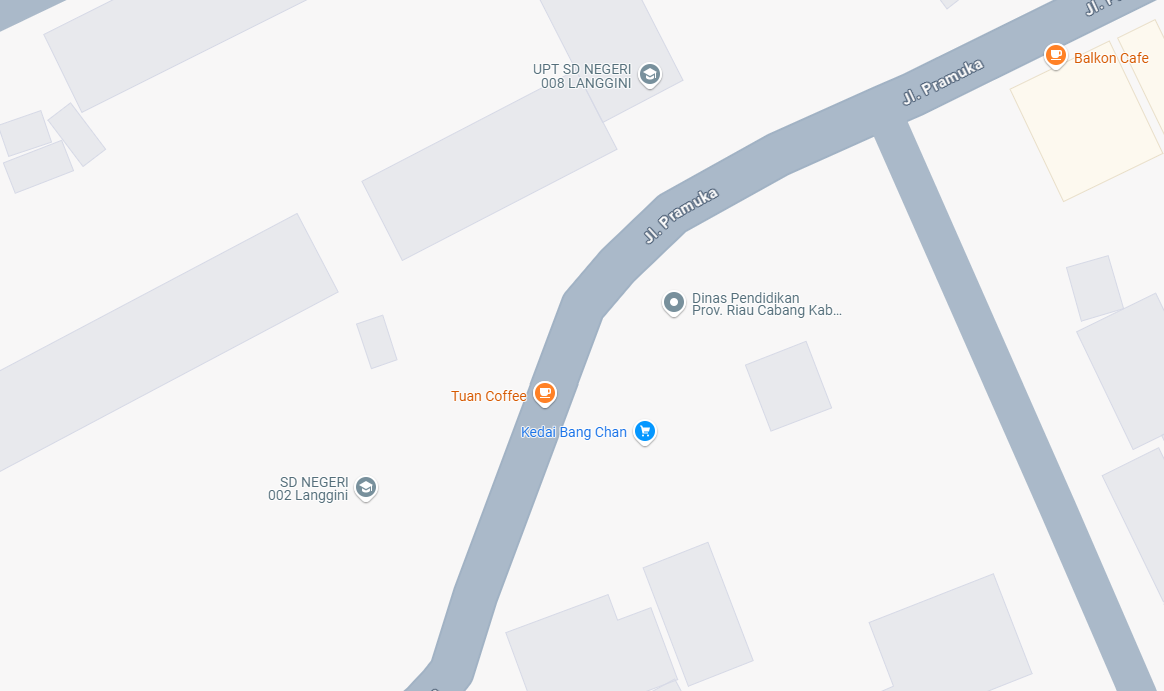 Jl. P
UPT SD NEGERI
008 LANGGINI
Balkon Cafe
Jl. Pramuka
Jl. Pramuka
Dinas Pendidikan
Prov. Riau Cabang Kab...
Tuan Coffee
Kedai Bang Chan
SD NEGERI
002 Langgini